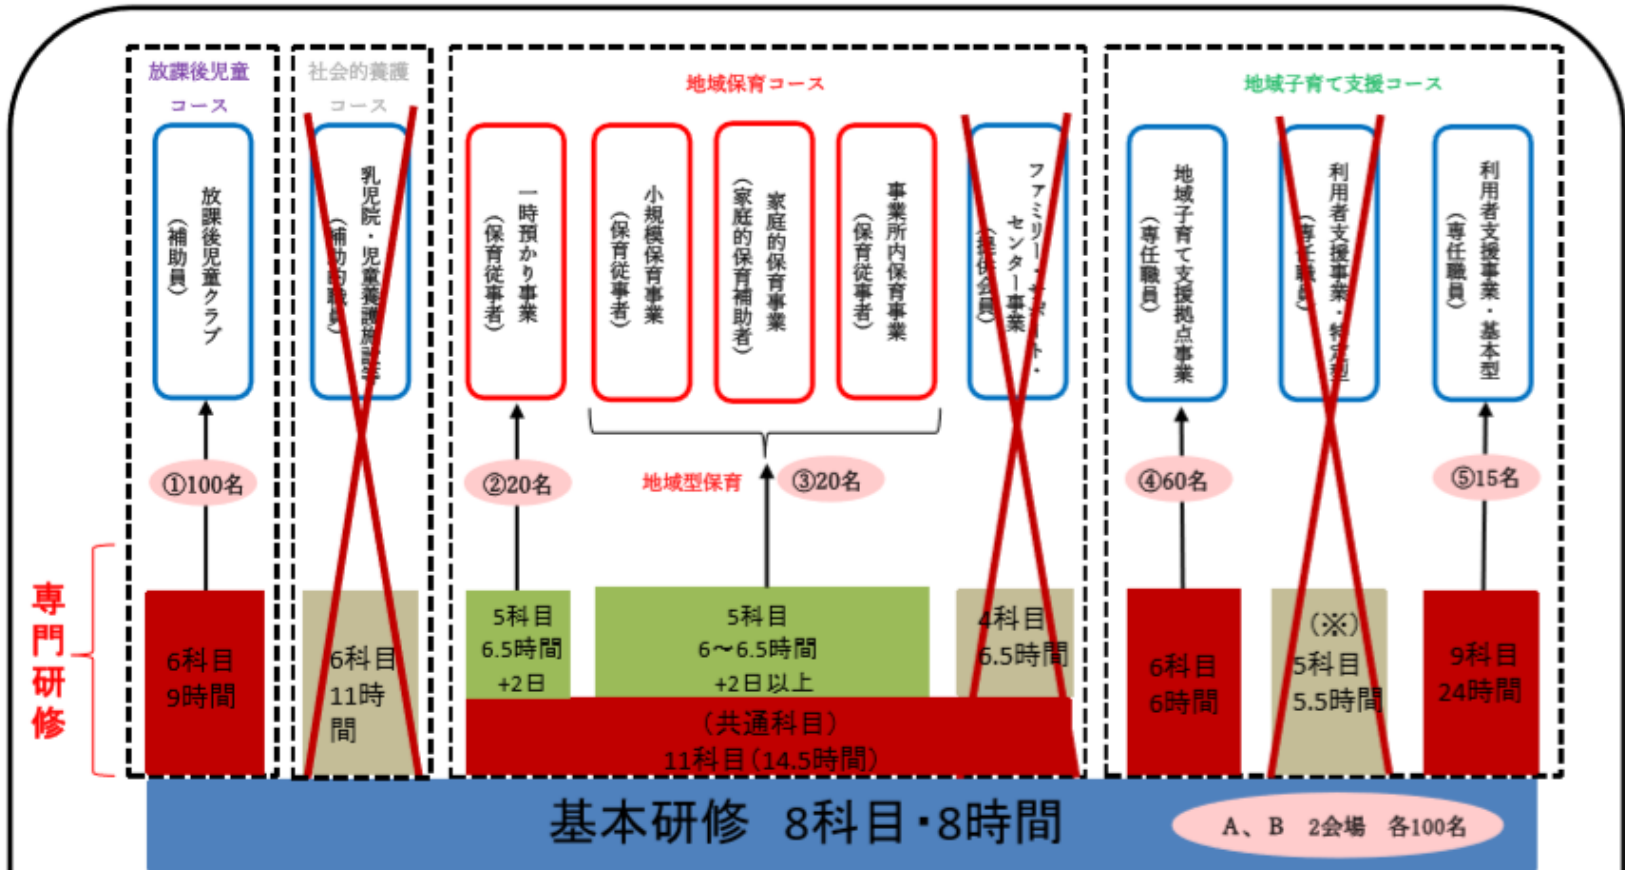 放課後児童
コース
社会的養護
コース
地域保育コース
地域子育て支援コース
放課後児童クラブ
（補助員）
乳児院・児童養護施設等
（補助的職員）
一時預かり事業
（保育従事者）
小規模保育事業
（保育従事者）
家庭的保育事業
（家庭的保育補助者）
事業所内保育事業
（保育従事者）
ファミリー・サポート・
センター事業
（提供会員）
地域子育て支援拠点事業
（専任職員）
利用者支援事業・特定型
（専任職員）
利用者支援事業・基本型
（専任職員）
①100名
②20名
地域型保育
③20名
④60名
⑤15名
専門研修
6科目
9時間
6科目
11時
間
5科目
6.5時間
+2日
5科目
6～6.5時間
+2日以上
4科目
6.5時間
（共通科目）
11科目（14.5時間）
6科目
6時間
（※）
5科目
5.5時間
9科目
24時間
基本研修　8科目・8時間
A、B　2会場　各100名